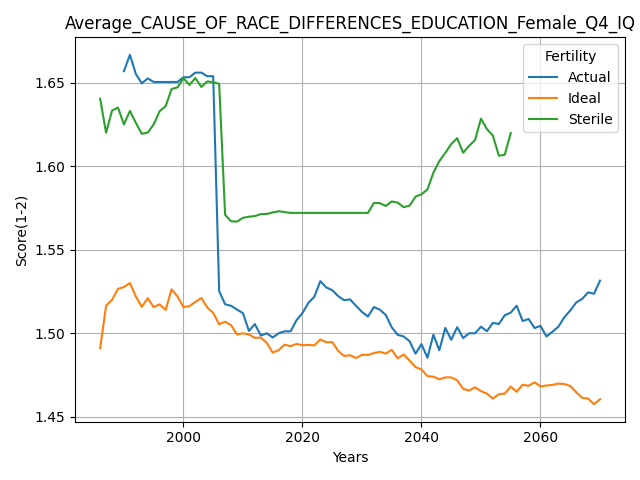 Average_CAUSE_OF_RACE_DIFFERENCES_EDUCATION_Female_Q4_IQ
Fertility
Actual
Ideal
Sterile
Score(1-2)
1.65
1.60
1.55
1.50
1.45
2000
2020
2040
2060
Years